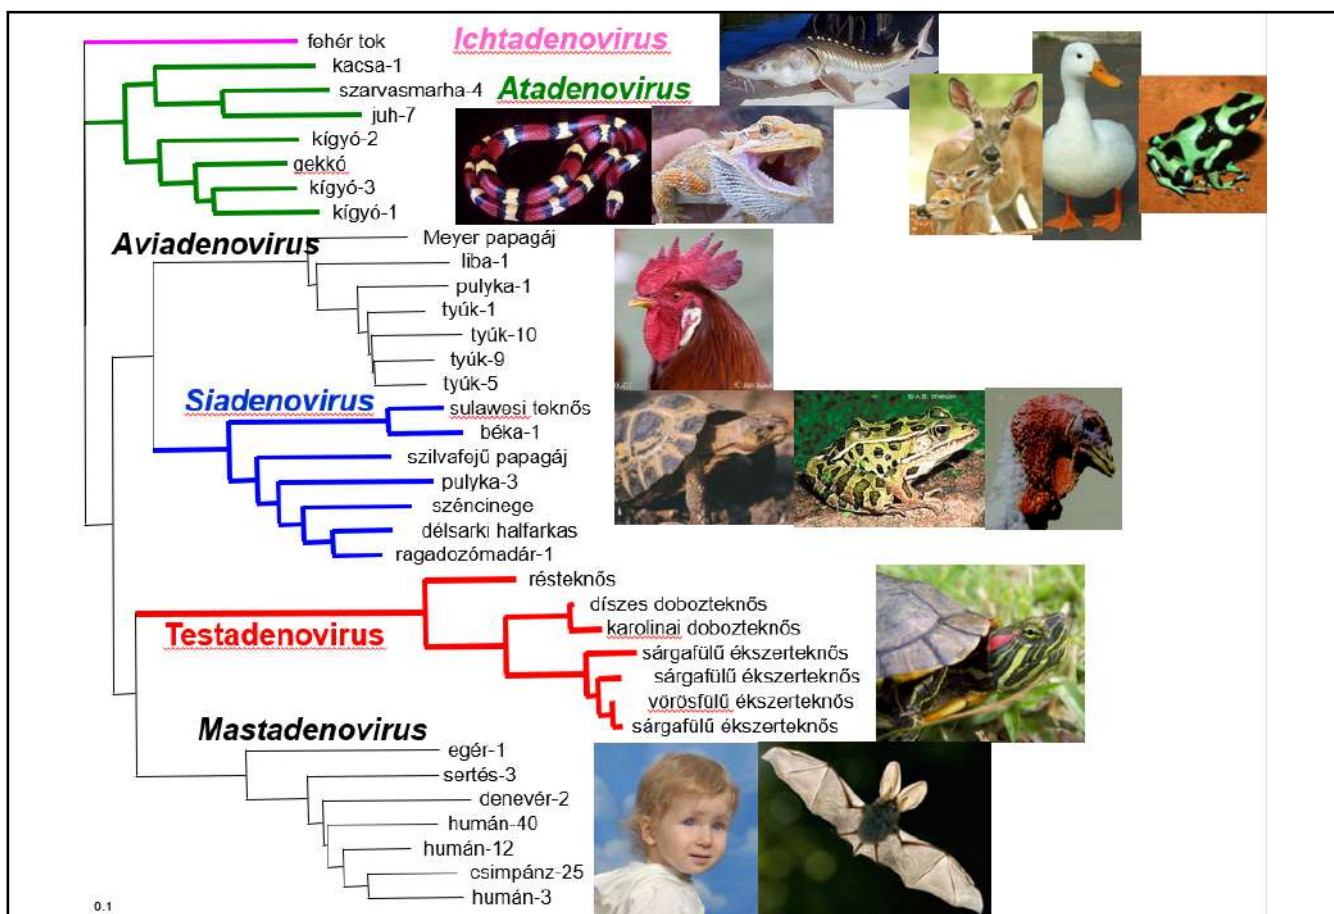 fehér tok
Ichtadenovirus
kacsa-1
szarvasmarha-4
Atadenovirus
juh-7
kígyó-2
gekkó
kígyó-3
kígyó-1
Aviadenovirus
Meyer papagáj
liba-1
pulyka-1
tyúk-1
tyúk-10
tyúk-9
tyúk-5
Siadenovirus
sulawesi teknős
béka-1
szilvafejű papagáj
pulyka-3
széncinege
délsarki halfarkas
ragadozómadár-1
résteknős
díszes dobozteknős
Testadenovirus
karolinai dobozteknős
sárgafülű ékszerteknős
sárgafülű ékszerteknős
vörösfülű ékszerteknős
sárgafülű ékszerteknős
Mastadenovirus
egér-1
sertés-3
denevér-2
humán-40
humán-12
csimpánz-25
humán-3
0.1